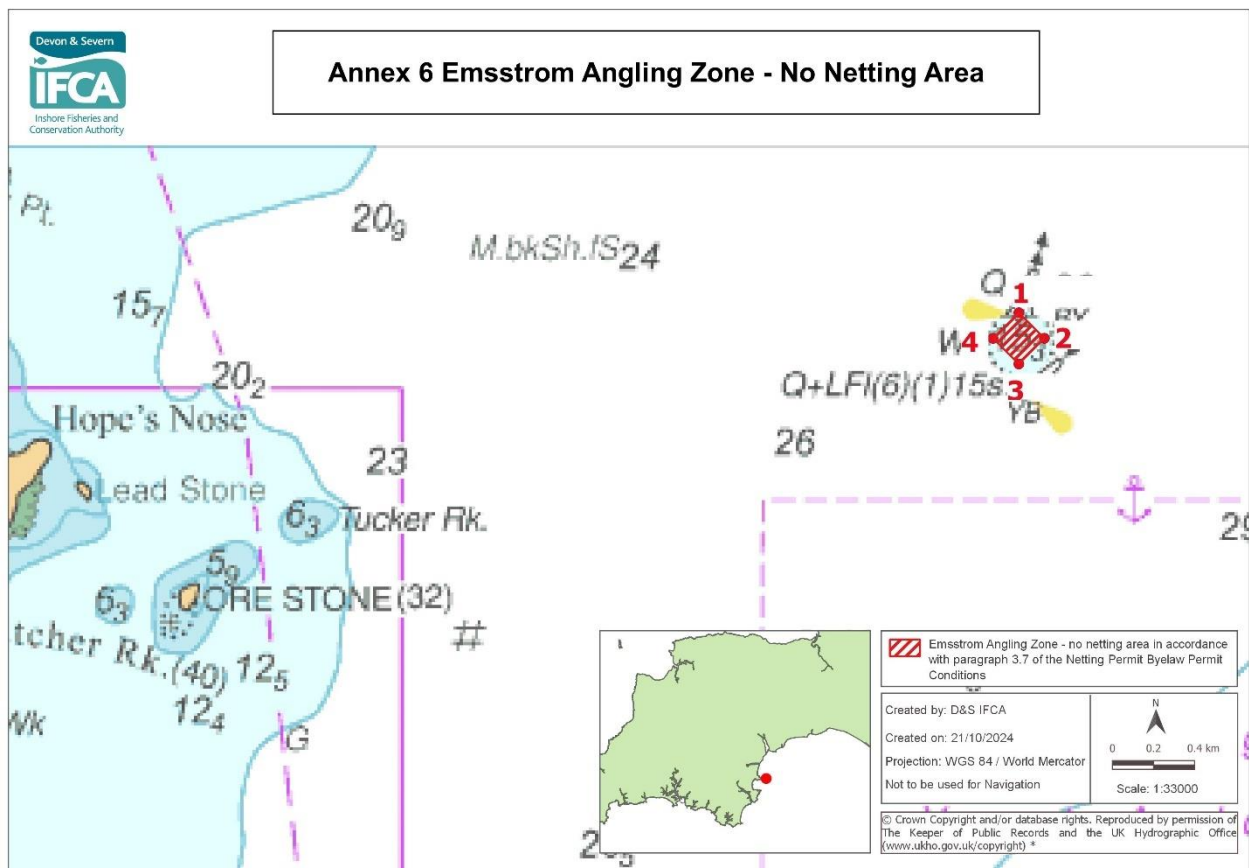 Devon & Severn
IFCA
Inshore Fisheries and
Conservation Authority
Annex 6 Emsstrom Angling Zone - No Netting Area
Pt.
20₉
M.bkSh.fS
24
15₇
Q
1
BY
W
4
2
3
Q+LFl(6)(1)15s
YB
20₂
Hope's Nose
26
23
Lead Stone
6₃
Tucker Rk.
29
5₉
6₃
ORE STONE (32)
tcher Rk.(40)
#
12₅
12₄
Wk
G
Emsstrom Angling Zone - no netting area in accordance
with paragraph 3.7 of the Netting Permit Byelaw Permit
Conditions
Created by: D&S IFCA
Created on: 21/10/2024
Projection: WGS 84 / World Mercator
Not to be used for Navigation
N
0 0.2 0.4 km
Scale: 1:33000
© Crown Copyright and/or database rights. Reproduced by permission of
The Keeper of Public Records and the UK Hydrographic Office
(www.ukho.gov.uk/copyright) *